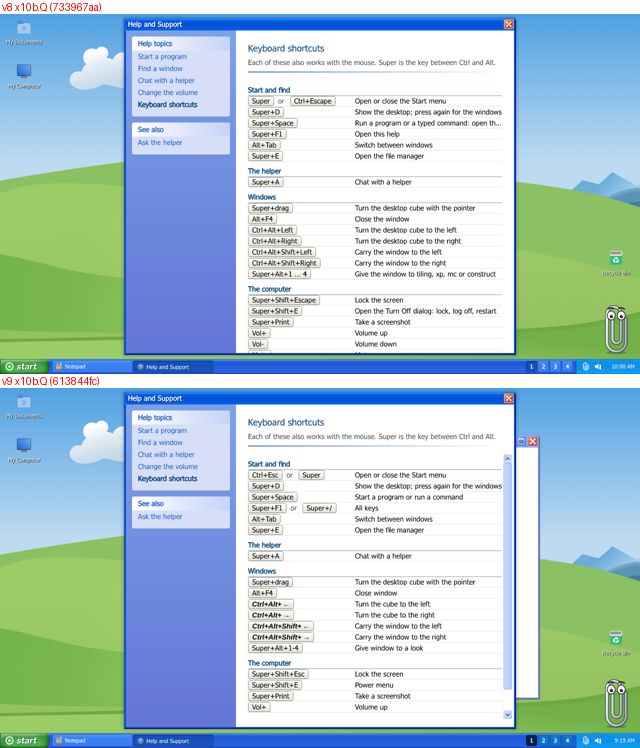 v8 x10b.Q (733967aa)
Help and Support
My Documents
My Computer
Help topics
Start a program
Find a window
Chat with a helper
Change the volume
Keyboard shortcuts
See also
Ask the helper
Keyboard shortcuts
Each of these also works with the mouse. Super is the key between Ctrl and Alt.
Start and find
Super or Ctrl+Escape Open or close the Start menu
Super+D Show the desktop; press again for the windows
Super+Space Run a program or a typed command: open th...
Super+F1 Open this help
Alt+Tab Switch between windows
Super+E Open the file manager
The helper
Super+A Chat with a helper
Windows
Super+drag Turn the desktop cube with the pointer
Alt+F4 Close the window
Ctrl+Alt+Left Turn the desktop cube to the left
Ctrl+Alt+Right Turn the desktop cube to the right
Ctrl+Alt+Shift+Left Carry the window to the left
Ctrl+Alt+Shift+Right Carry the window to the right
Super+Alt+1 ... 4 Give the window to tiling, xp, mc or construct
The computer
Super+Shift+Escape Lock the screen
Super+Shift+E Open the Turn Off dialog: lock, log off, restart
Super+Print Take a screenshot
Vol+ Volume up
Vol- Volume down
Recycle Bin
start
Notepad
Help and Support
1 2 3 4
10:00 AM
v9 x10b.Q (613844fc)
Help and Support
My Documents
My Computer
Help topics
Start a program
Find a window
Chat with a helper
Change the volume
Keyboard shortcuts
See also
Ask the helper
Keyboard shortcuts
Each of these also works with the mouse. Super is the key between Ctrl and Alt.
Start and find
Ctrl+Esc or Super Open or close the Start menu
Super+D Show the desktop; press again for the windows
Super+Space Start a program or run a command
Super+F1 or Super+/ All keys
Alt+Tab Switch between windows
Super+E Open the file manager
The helper
Super+A Chat with a helper
Windows
Super+drag Turn the desktop cube with the pointer
Alt+F4 Close window
Ctrl+Alt+ ← Turn the cube to the left
Ctrl+Alt+ → Turn the cube to the right
Ctrl+Alt+Shift+ ← Carry the window to the left
Ctrl+Alt+Shift+ → Carry the window to the right
Super+Alt+1-4 Give window to a look
The computer
Super+Shift+Esc Lock the screen
Super+Shift+E Power menu
Super+Print Take a screenshot
Vol+ Volume up
Recycle Bin
start
Notepad
Help and Support
1 2 3 4
9:19 AM